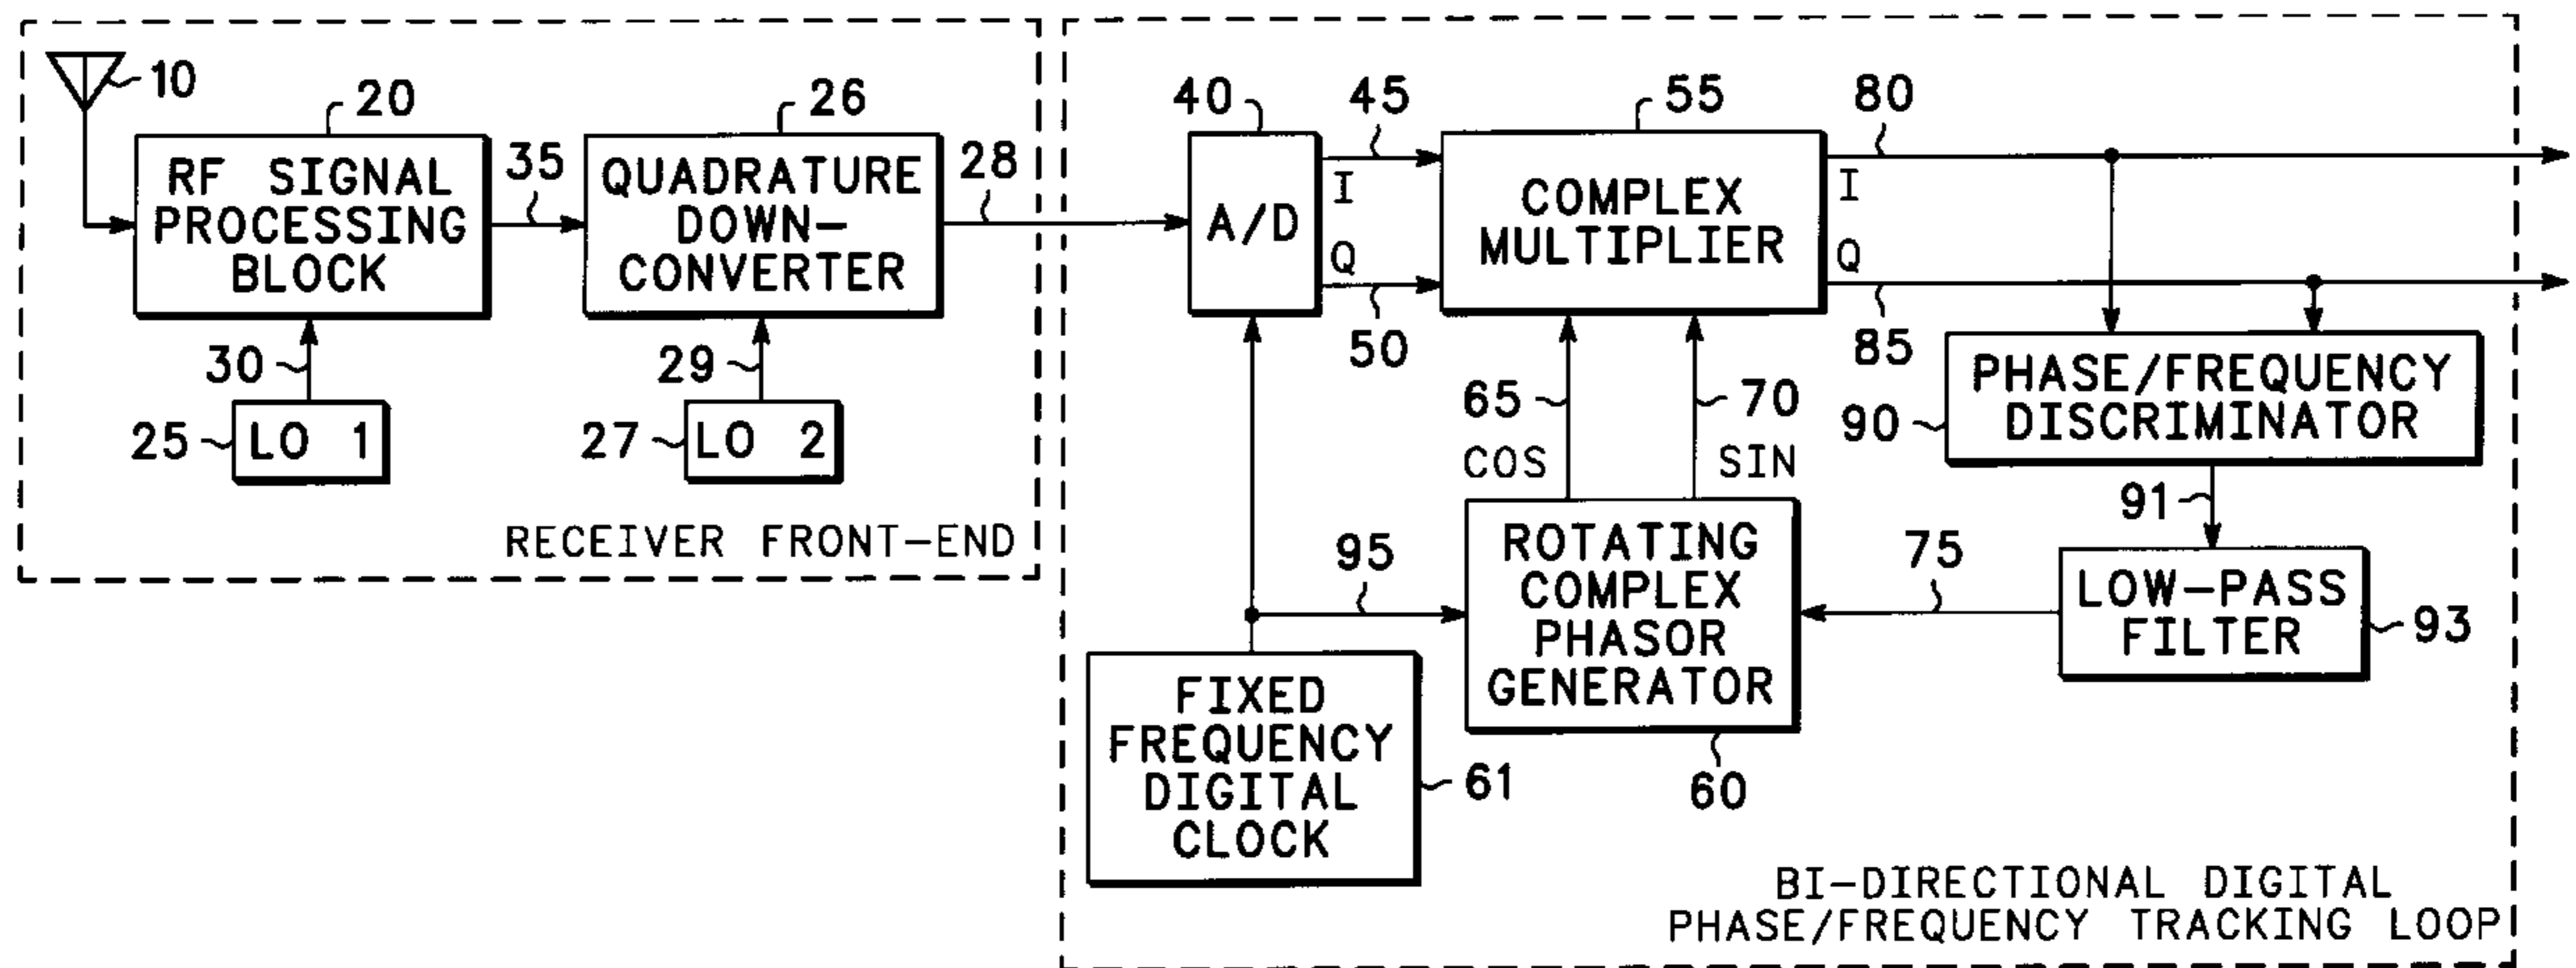 10
20
RF SIGNAL
PROCESSING
BLOCK
35
26
QUADRATURE
DOWN-
CONVERTER
28
30
25
LO 1
29
27
LO 2
RECEIVER FRONT-END
40
A/D
45
I
Q
50
55
COMPLEX
MULTIPLIER
80
I
Q
85
65
COS
70
SIN
90
PHASE/FREQUENCY
DISCRIMINATOR
91
95
ROTATING
COMPLEX
PHASOR
GENERATOR
60
75
LOW-PASS
FILTER
93
FIXED
FREQUENCY
DIGITAL
CLOCK
61
BI-DIRECTIONAL DIGITAL
PHASE/FREQUENCY TRACKING LOOP